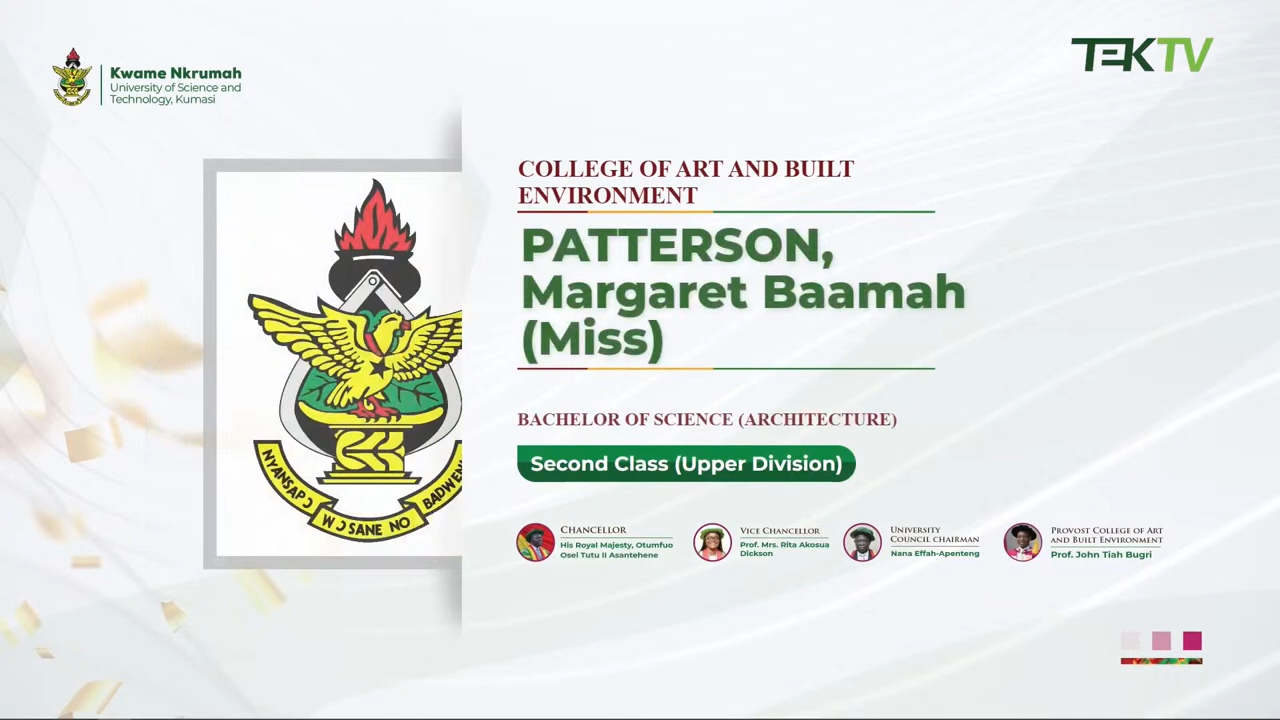 Kwame Nkrumah
University of Science and
Technology, Kumasi
TEKTV
COLLEGE OF ART AND BUILT
ENVIRONMENT
PATTERSON,
Margaret Baamah
(Miss)
BACHELOR OF SCIENCE (ARCHITECTURE)
Second Class (Upper Division)
NYANSAPƆ WƆSANE NO BADWEN
CHANCELLOR
His Royal Majesty, Otumfuo
Osei Tutu II Asantehene
VICE CHANCELLOR
Prof. Mrs. Rita Akosua
Dickson
UNIVERSITY
COUNCIL CHAIRMAN
Nana Effah-Apenteng
PROVOST COLLEGE OF ART
AND BUILT ENVIRONMENT
Prof. John Tiah Bugri